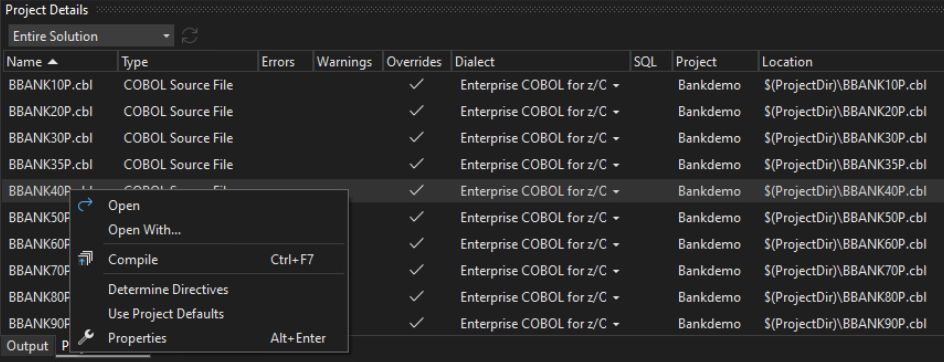 Project Details
Entire Solution
Name Type Errors Warnings Overrides Dialect SQL Project Location
BBANK10P.cbl COBOL Source File Enterprise COBOL for z/C Bankdemo $(ProjectDir)\BBANK10P.cbl
BBANK20P.cbl COBOL Source File Enterprise COBOL for z/C Bankdemo $(ProjectDir)\BBANK20P.cbl
BBANK30P.cbl COBOL Source File Enterprise COBOL for z/C Bankdemo $(ProjectDir)\BBANK30P.cbl
BBANK35P.cbl COBOL Source File Enterprise COBOL for z/C Bankdemo $(ProjectDir)\BBANK35P.cbl
BBANK40P.cbl COBOL Source File Enterprise COBOL for z/C Bankdemo $(ProjectDir)\BBANK40P.cbl
BBANK50P Enterprise COBOL for z/C Bankdemo $(ProjectDir)\BBANK50P.cbl
BBANK60P Enterprise COBOL for z/C Bankdemo $(ProjectDir)\BBANK60P.cbl
BBANK70P Enterprise COBOL for z/C Bankdemo $(ProjectDir)\BBANK70P.cbl
BBANK80P Enterprise COBOL for z/C Bankdemo $(ProjectDir)\BBANK80P.cbl
BBANK90P Enterprise COBOL for z/C Bankdemo $(ProjectDir)\BBANK90P.cbl
Open
Open With...
Compile Ctrl+F7
Determine Directives
Use Project Defaults
Properties Alt+Enter
Output